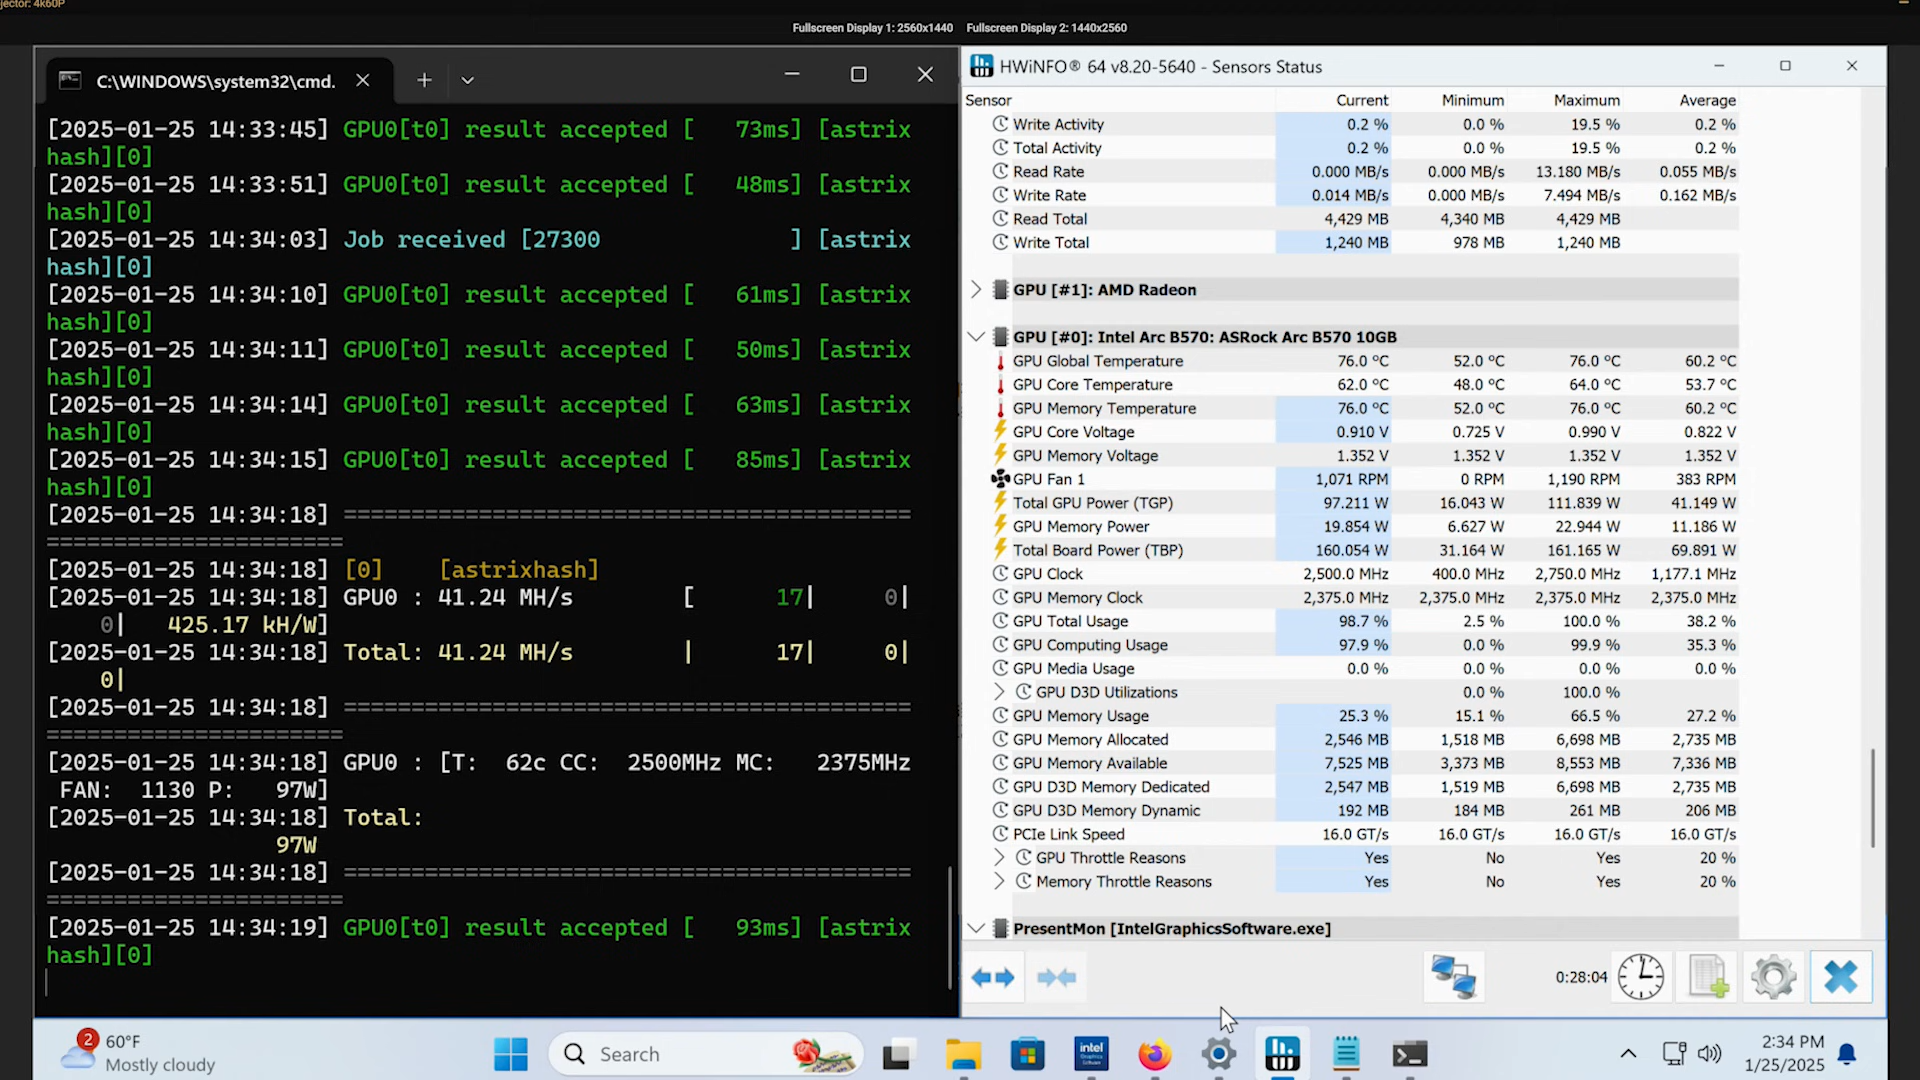 jector: 4k60P
Fullscreen Display 1: 2560x1440 Fullscreen Display 2: 1440x2560
C:\WINDOWS\system32\cmd.
[2025-01-25 14:33:45] GPU0[t0] result accepted [ 73ms] [astrix
hash][0]
[2025-01-25 14:33:51] GPU0[t0] result accepted [ 48ms] [astrix
hash][0]
[2025-01-25 14:34:03] Job received [27300 ] [astrix
hash][0]
[2025-01-25 14:34:10] GPU0[t0] result accepted [ 61ms] [astrix
hash][0]
[2025-01-25 14:34:11] GPU0[t0] result accepted [ 50ms] [astrix
hash][0]
[2025-01-25 14:34:14] GPU0[t0] result accepted [ 63ms] [astrix
hash][0]
[2025-01-25 14:34:15] GPU0[t0] result accepted [ 85ms] [astrix
hash][0]
[2025-01-25 14:34:18] ==========================================
======================
[2025-01-25 14:34:18] [0] [astrixhash]
[2025-01-25 14:34:18] GPU0 : 41.24 MH/s [ 17| 0|
0| 425.17 kH/W]
[2025-01-25 14:34:18] Total: 41.24 MH/s | 17| 0|
0|
[2025-01-25 14:34:18] ==========================================
======================
[2025-01-25 14:34:18] GPU0 : [T: 62c CC: 2500MHz MC: 2375MHz
FAN: 1130 P: 97W]
[2025-01-25 14:34:18] Total:
97W
[2025-01-25 14:34:18] ==========================================
======================
[2025-01-25 14:34:19] GPU0[t0] result accepted [ 93ms] [astrix
hash][0]
HWiNFO® 64 v8.20-5640 - Sensors Status
Sensor Current Minimum Maximum Average
Write Activity 0.2 % 0.0 % 19.5 % 0.2 %
Total Activity 0.2 % 0.0 % 19.5 % 0.2 %
Read Rate 0.000 MB/s 0.000 MB/s 13.180 MB/s 0.055 MB/s
Write Rate 0.014 MB/s 0.000 MB/s 7.494 MB/s 0.162 MB/s
Read Total 4,429 MB 4,340 MB 4,429 MB
Write Total 1,240 MB 978 MB 1,240 MB
GPU [#1]: AMD Radeon
GPU [#0]: Intel Arc B570: ASRock Arc B570 10GB
GPU Global Temperature 76.0 °C 52.0 °C 76.0 °C 60.2 °C
GPU Core Temperature 62.0 °C 48.0 °C 64.0 °C 53.7 °C
GPU Memory Temperature 76.0 °C 52.0 °C 76.0 °C 60.2 °C
GPU Core Voltage 0.910 V 0.725 V 0.990 V 0.822 V
GPU Memory Voltage 1.352 V 1.352 V 1.352 V 1.352 V
GPU Fan 1 1,071 RPM 0 RPM 1,190 RPM 383 RPM
Total GPU Power (TGP) 97.211 W 16.043 W 111.839 W 41.149 W
GPU Memory Power 19.854 W 6.627 W 22.944 W 11.186 W
Total Board Power (TBP) 160.054 W 31.164 W 161.165 W 69.891 W
GPU Clock 2,500.0 MHz 400.0 MHz 2,750.0 MHz 1,177.1 MHz
GPU Memory Clock 2,375.0 MHz 2,375.0 MHz 2,375.0 MHz 2,375.0 MHz
GPU Total Usage 98.7 % 2.5 % 100.0 % 38.2 %
GPU Computing Usage 97.9 % 0.0 % 99.9 % 35.3 %
GPU Media Usage 0.0 % 0.0 % 0.0 % 0.0 %
GPU D3D Utilizations 0.0 % 100.0 %
GPU Memory Usage 25.3 % 15.1 % 66.5 % 27.2 %
GPU Memory Allocated 2,546 MB 1,518 MB 6,698 MB 2,735 MB
GPU Memory Available 7,525 MB 3,373 MB 8,553 MB 7,336 MB
GPU D3D Memory Dedicated 2,547 MB 1,519 MB 6,698 MB 2,735 MB
GPU D3D Memory Dynamic 192 MB 184 MB 261 MB 206 MB
PCIe Link Speed 16.0 GT/s 16.0 GT/s 16.0 GT/s 16.0 GT/s
GPU Throttle Reasons Yes No Yes 20 %
Memory Throttle Reasons Yes No Yes 20 %
PresentMon [IntelGraphicsSoftware.exe]
0:28:04
2
60°F
Mostly cloudy
Search
intel
2:34 PM
1/25/2025